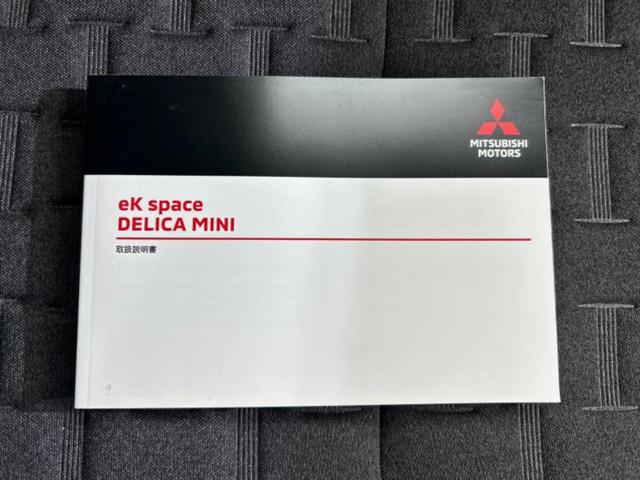 MITSUBISHI
MOTORS
eK space
DELICA MINI
取扱説明書